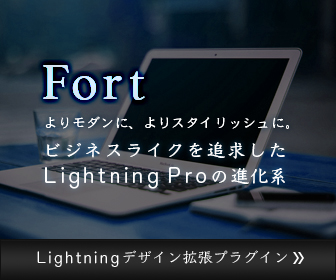 Fort
よりモダンに、よりスタイリッシュに。
ビジネスライクを追求した
Lightning Proの進化系
Lightningデザイン拡張プラグイン »